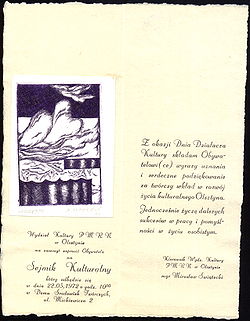 Wydział Kultury P.M.R.N.
w Olsztynie
ma zaszczyt zaprosić Obywatela
na
Sejmik Kulturalny
który odbędzie się
w dniu 22.05.1972 o godz. 10.00
w Domu Środowisk Twórczych,
ul. Mickiewicza 2
Z okazji Dnia Działacza
Kultury składam Obywa-
telowi(ce) wyrazy uznania
i serdeczne podziękowanie
za twórczy wkład w rozwój
życia kulturalnego Olsztyna.
Jednocześnie życzę dalszych
sukcesów w pracy i pomyśl-
ności w życiu osobistym.
Kierownik Wydz. Kultury
P.M.R.N. w Olsztynie
mgr Mirosław